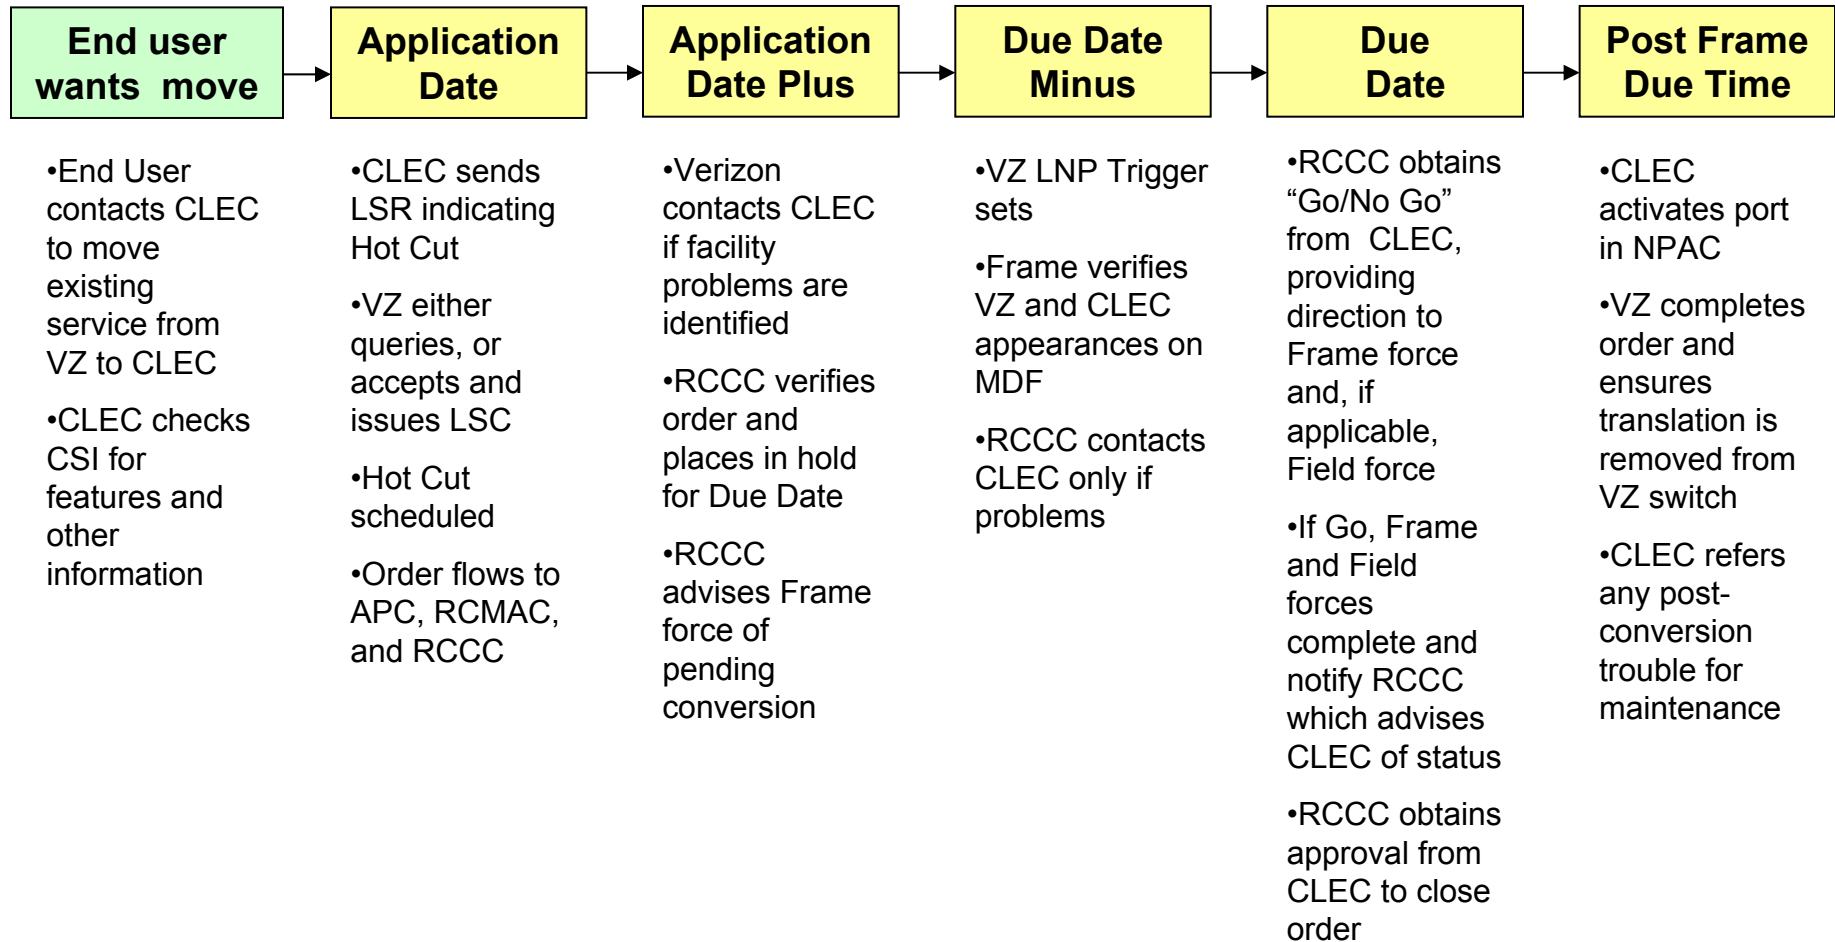 End user
wants move
Application
Date
Application
Date Plus
Due Date
Minus
Due
Date
Post Frame
Due Time
•End User
contacts CLEC
to move
existing
service from
VZ to CLEC
•CLEC checks
CSI for
features and
other
information
•CLEC sends
LSR indicating
Hot Cut
•VZ either
queries, or
accepts and
issues LSC
•Hot Cut
scheduled
•Order flows to
APC, RCMAC,
and RCCC
•Verizon
contacts CLEC
if facility
problems are
identified
•RCCC verifies
order and
places in hold
for Due Date
•RCCC
advises Frame
force of
pending
conversion
•VZ LNP Trigger
sets
•Frame verifies
VZ and CLEC
appearances on
MDF
•RCCC contacts
CLEC only if
problems
•RCCC obtains
“Go/No Go”
from CLEC,
providing
direction to
Frame force
and, if
applicable,
Field force
•If Go, Frame
and Field
forces
complete and
notify RCCC
which advises
CLEC of status
•RCCC obtains
approval from
CLEC to close
order
•CLEC
activates port
in NPAC
•VZ completes
order and
ensures
translation is
removed from
VZ switch
•CLEC refers
any post-
conversion
trouble for
maintenance